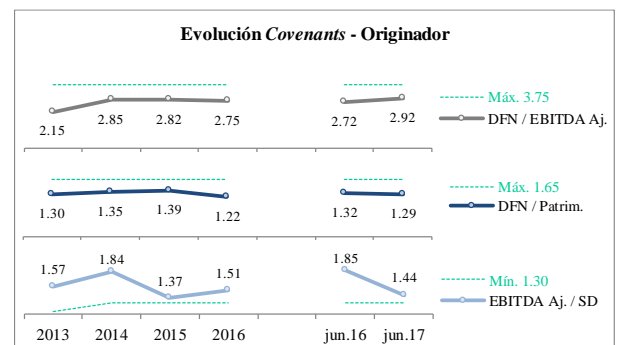 Evolución Covenants - Originador
Máx. 3.75
DFN / EBITDA Aj.
2.15 2.85 2.82 2.75 2.72 2.92
Máx. 1.65
DFN / Patrim.
1.30 1.35 1.39 1.22 1.32 1.29
1.57 1.84 1.37 1.51 1.85 1.44
Mín. 1.30
EBITDA Aj. / SD
2013 2014 2015 2016 jun.16 jun.17